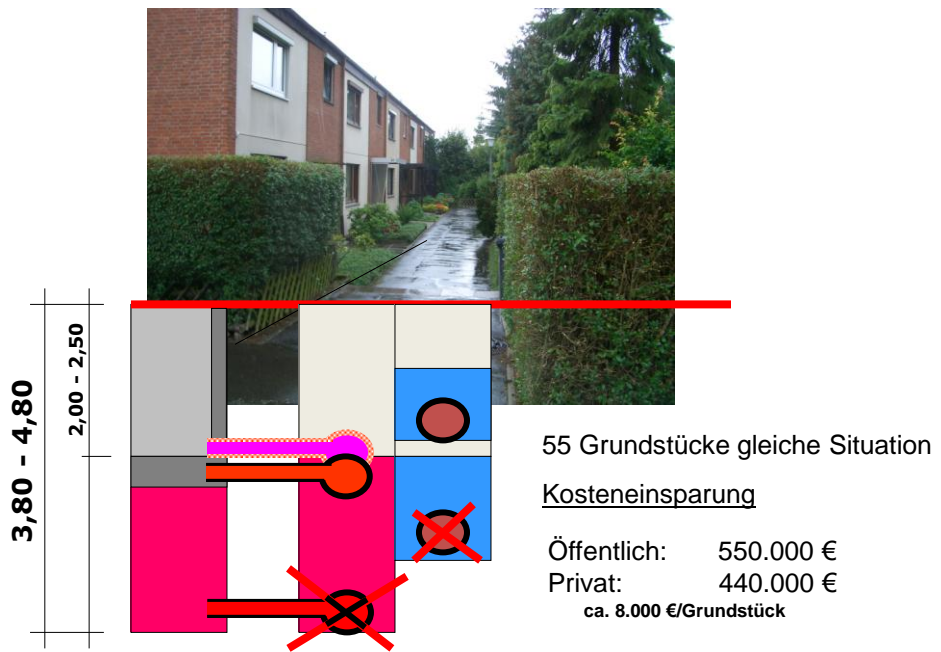 3,80 - 4,80
2,00 - 2,50
55 Grundstücke gleiche Situation
Kosteneinsparung
Öffentlich: 550.000 €
Privat: 440.000 €
ca. 8.000 €/Grundstück